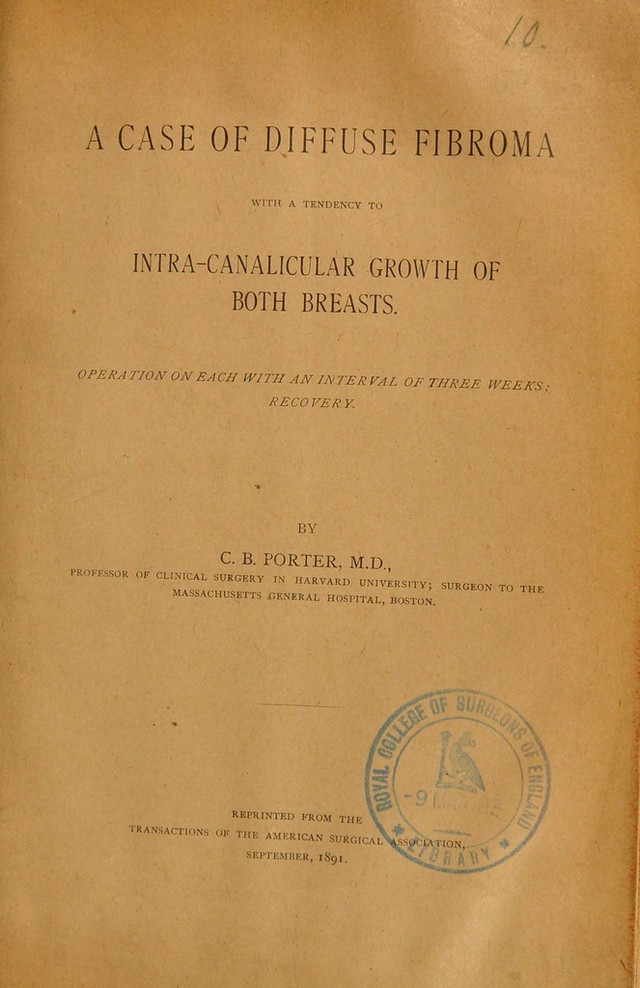 10.
A CASE OF DIFFUSE FIBROMA
WITH A TENDENCY TO
INTRA-CANALICULAR GROWTH OF
BOTH BREASTS.
OPERATION ON EACH WITH AN INTERVAL OF THREE WEEKS;
RECOVERY.
BY
C. B. PORTER, M.D.,
PROFESSOR OF CLINICAL SURGERY IN HARVARD UNIVERSITY; SURGEON TO THE
MASSACHUSETTS GENERAL HOSPITAL, BOSTON.
REPRINTED FROM THE
TRANSACTIONS OF THE AMERICAN SURGICAL ASSOCIATION,
SEPTEMBER, 1891.
ROYAL COLLEGE OF SURGEONS OF ENGLAND
LIBRARY